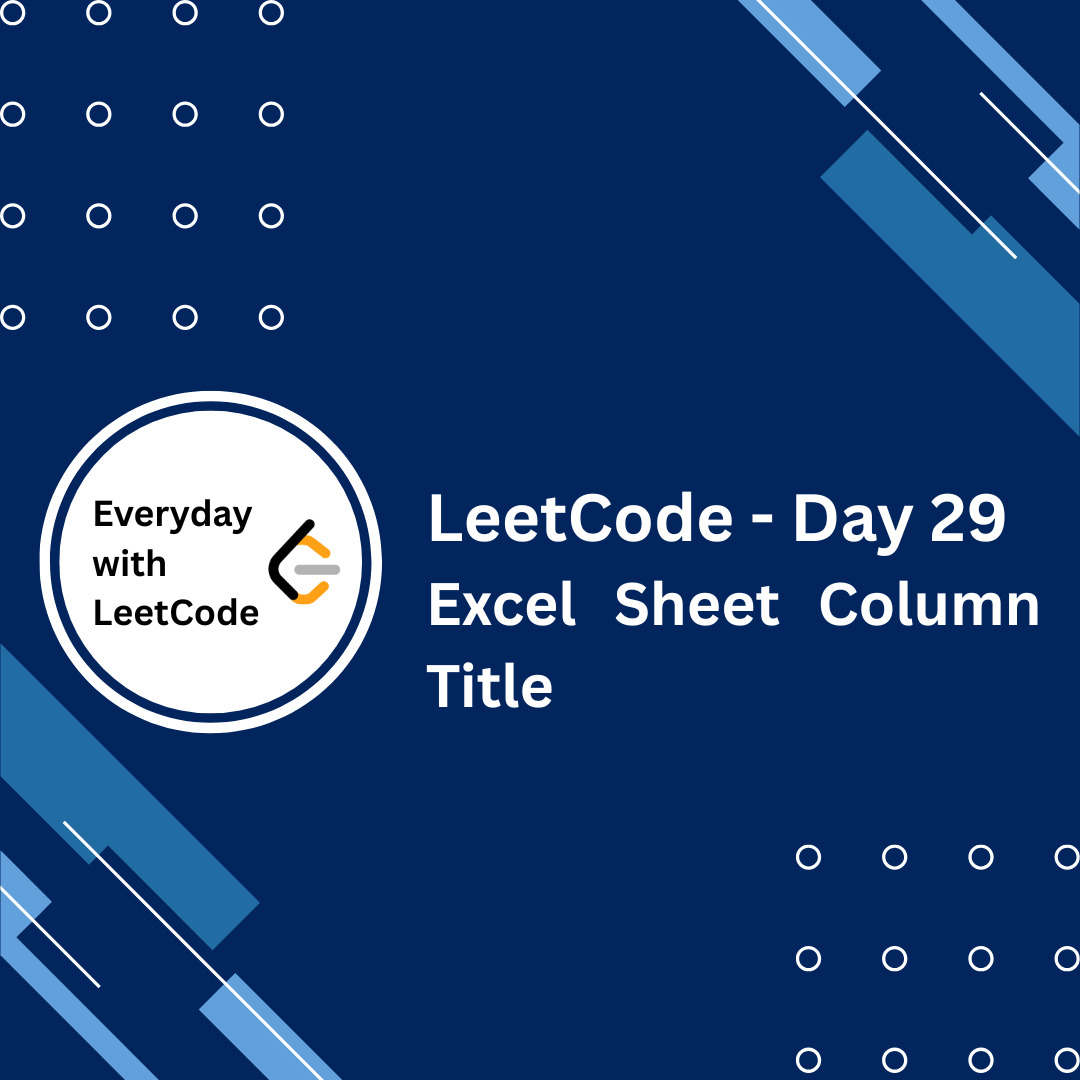 Everyday
with
LeetCode
LeetCode - Day 29
Excel Sheet Column
Title